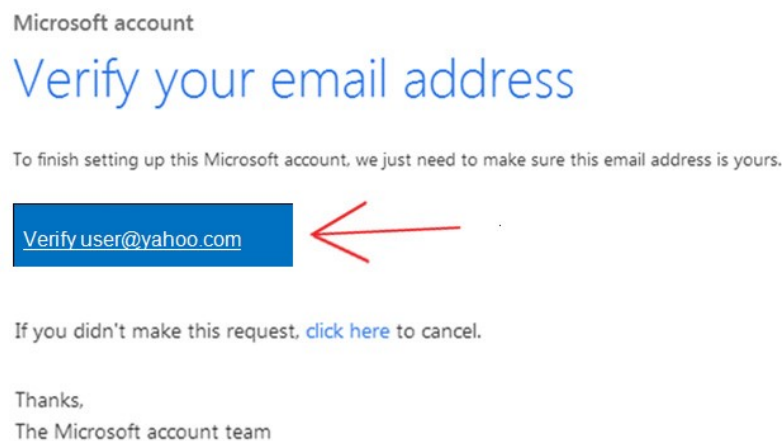 Microsoft account
Verify your email address
To finish setting up this Microsoft account, we just need to make sure this email address is yours.
Verify user@yahoo.com
If you didn't make this request, click here to cancel.
Thanks,
The Microsoft account team